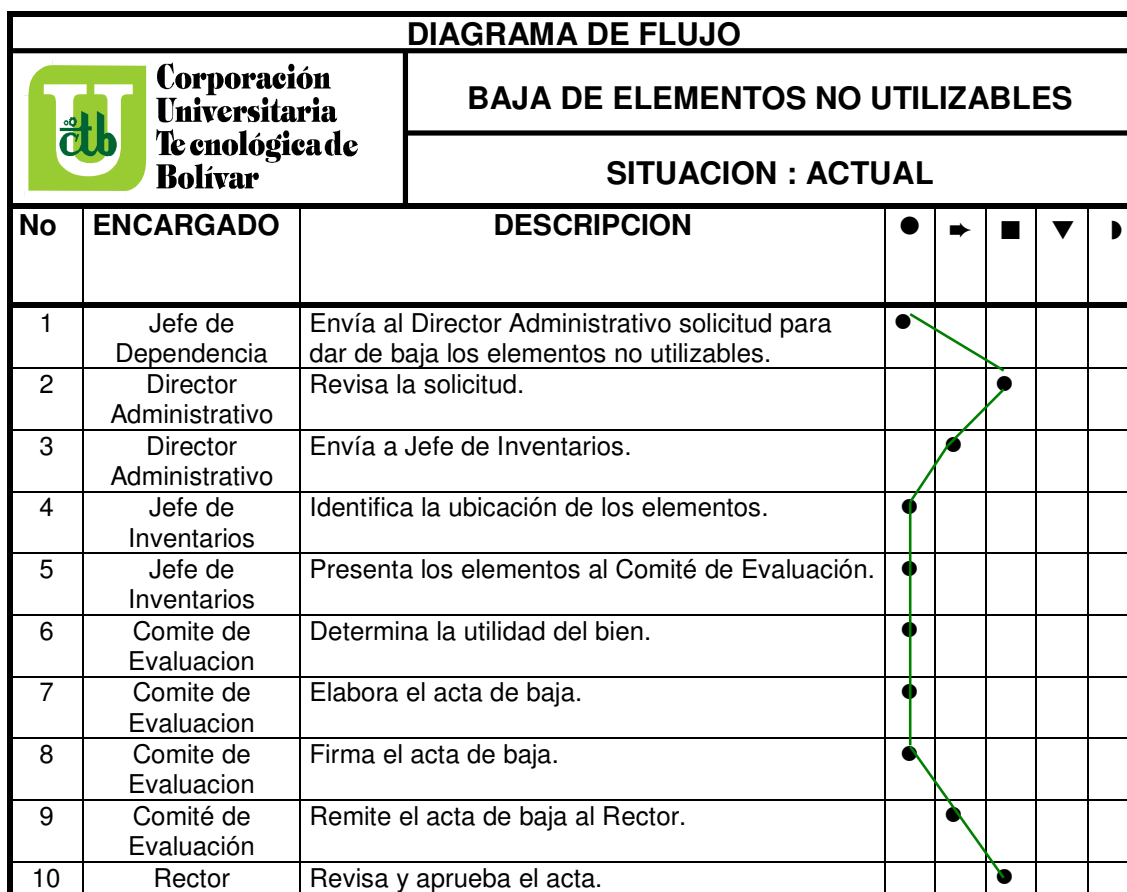 DIAGRAMA DE FLUJO
Corporación
Universitaria
Tecnológica de
Bolívar
U
ctb
BAJA DE ELEMENTOS NO UTILIZABLES
SITUACION : ACTUAL
No ENCARGADO DESCRIPCION
1 Jefe de Envía al Director Administrativo solicitud para
Dependencia dar de baja los elementos no utilizables.
2 Director Revisa la solicitud.
Administrativo
3 Director Envía a Jefe de Inventarios.
Administrativo
4 Jefe de Identifica la ubicación de los elementos.
Inventarios
5 Jefe de Presenta los elementos al Comité de Evaluación.
Inventarios
6 Comite de Determina la utilidad del bien.
Evaluacion
7 Comite de Elabora el acta de baja.
Evaluacion
8 Comite de Firma el acta de baja.
Evaluacion
9 Comité de Remite el acta de baja al Rector.
Evaluación
10 Rector Revisa y aprueba el acta.